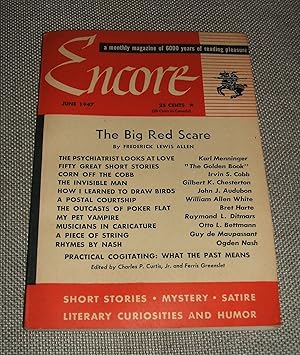 a monthly magazine of 6000 years of reading pleasure
Encore
JUNE 1947 25 CENTS ★
(30 Cents in Canada)
The Big Red Scare
By FREDERICK LEWIS ALLEN
THE PSYCHIATRIST LOOKS AT LOVE Karl Menninger
FIFTY GREAT SHORT STORIES "The Golden Book"
CORN OFF THE COBB Irvin S. Cobb
THE INVISIBLE MAN Gilbert K. Chesterton
HOW I LEARNED TO DRAW BIRDS John J. Audubon
A POSTAL COURTSHIP William Allen White
THE OUTCASTS OF POKER FLAT Bret Harte
MY PET VAMPIRE Raymond L. Ditmars
MUSICIANS IN CARICATURE Otto L. Bettmann
A PIECE OF STRING Guy de Maupassant
RHYMES BY NASH Ogden Nash
PRACTICAL COGITATING: WHAT THE PAST MEANS
Edited by Charles P. Curtis, Jr. and Ferris Greenslet
SHORT STORIES • MYSTERY • SATIRE
LITERARY CURIOSITIES AND HUMOR